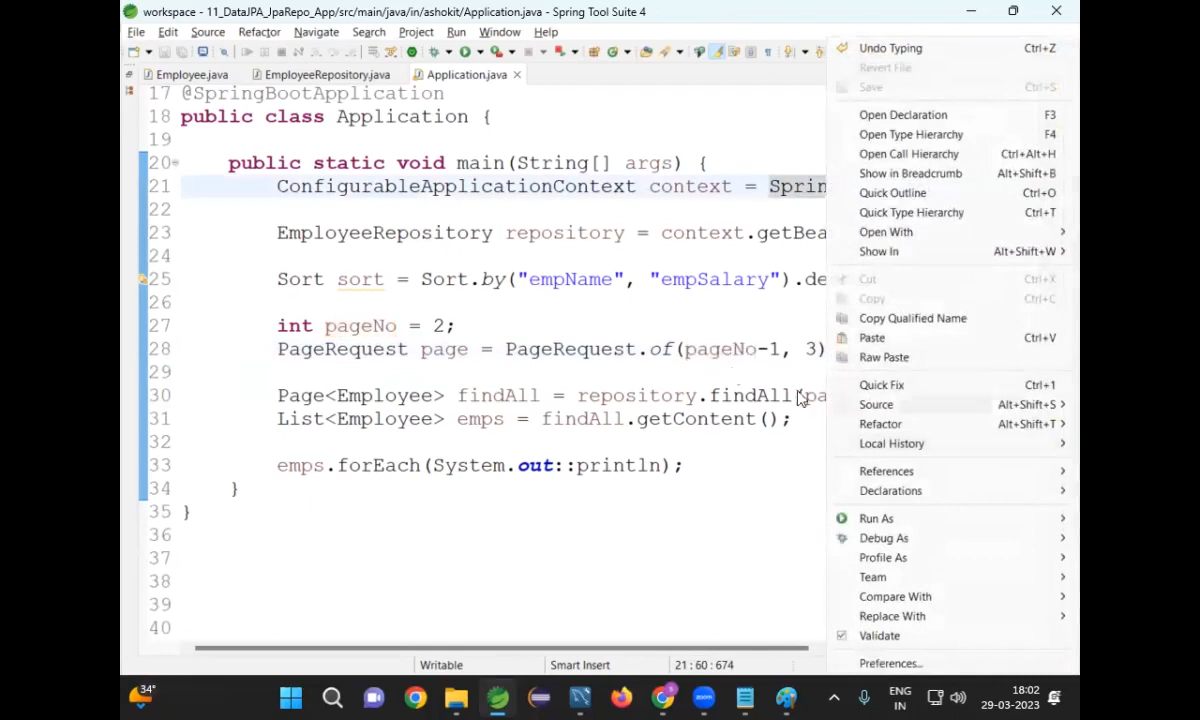 workspace - 11_DataJPA_JpaRepo_App/src/main/java/in/ashokit/Application.java - Spring Tool Suite 4
File Edit Source Refactor Navigate Search Project Run Window Help
Employee.java EmployeeRepository.java Application.java
17 @SpringBootApplication
18 public class Application {
19
20 public static void main(String[] args) {
21 ConfigurableApplicationContext context = Sprin
22
23 EmployeeRepository repository = context.getBea
24
25 Sort sort = Sort.by("empName", "empSalary").de
26
27 int pageNo = 2;
28 PageRequest page = PageRequest.of(pageNo-1, 3)
29
30 Page<Employee> findAll = repository.findAll(pa
31 List<Employee> emps = findAll.getContent();
32
33 emps.forEach(System.out::println);
34 }
35 }
36
37
38
39
40
Writable Smart Insert 21 : 60 : 674
Undo Typing Ctrl+Z
Revert File
Save Ctrl+S
Open Declaration F3
Open Type Hierarchy F4
Open Call Hierarchy Ctrl+Alt+H
Show in Breadcrumb Alt+Shift+B
Quick Outline Ctrl+O
Quick Type Hierarchy Ctrl+T
Open With
Show In Alt+Shift+W
Cut Ctrl+X
Copy Ctrl+C
Copy Qualified Name
Paste Ctrl+V
Raw Paste
Quick Fix Ctrl+1
Source Alt+Shift+S
Refactor Alt+Shift+T
Local History
References
Declarations
Run As
Debug As
Profile As
Team
Compare With
Replace With
Validate
Preferences...
34°
zoom
ENG
IN
18:02
29-03-2023